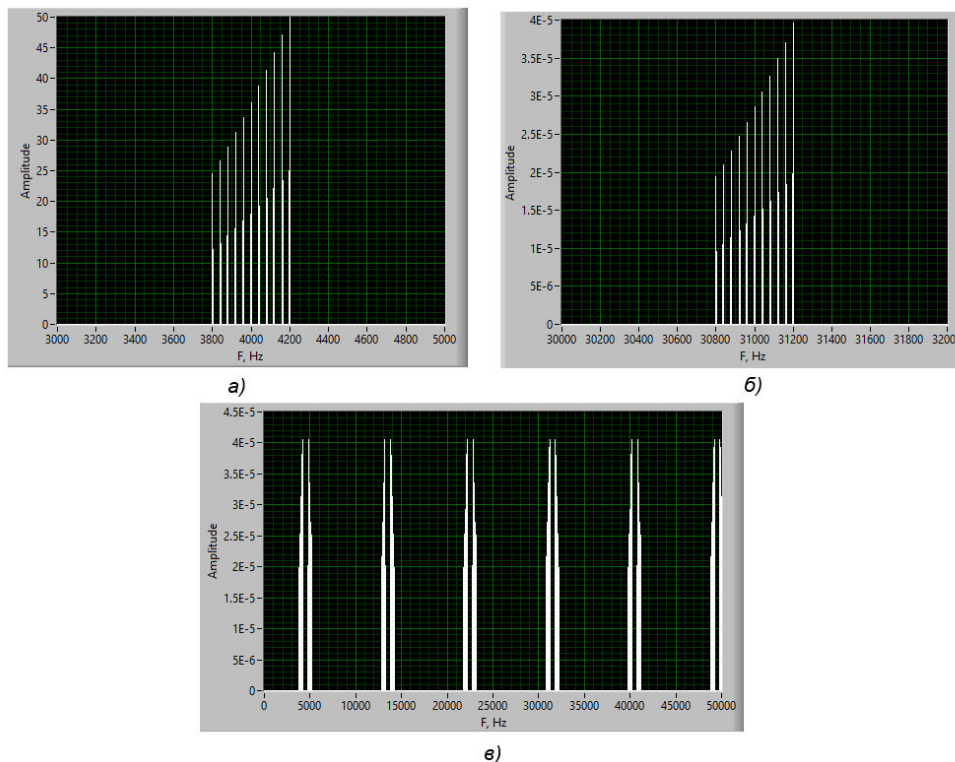 50
45
40
35
30
25
20
15
10
5
0
Amplitude
3000 3200 3400 3600 3800 4000 4200 4400 4600 4800 5000
F, Hz
а)
4E-5
3.5E-5
3E-5
2.5E-5
2E-5
1.5E-5
1E-5
5E-6
0
Amplitude
30000 30200 30400 30600 30800 31000 31200 31400 31600 31800 3200
F, Hz
б)
4.5E-5
4E-5
3.5E-5
3E-5
2.5E-5
2E-5
1.5E-5
1E-5
5E-6
0
Amplitude
0 5000 10000 15000 20000 25000 30000 35000 40000 45000 50000
F, Hz
в)